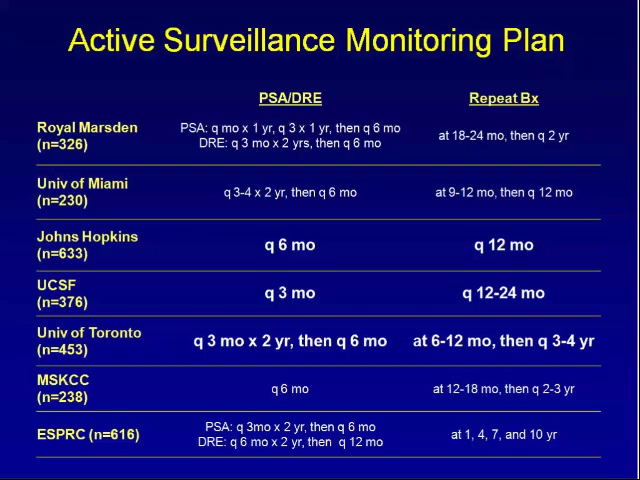 Active Surveillance Monitoring Plan
PSA/DRE Repeat Bx
Royal Marsden (n=326) PSA: q mo x 1 yr, q 3 x 1 yr, then q 6 mo DRE: q 3 mo x 2 yrs, then q 6 mo at 18-24 mo, then q 2 yr
Univ of Miami (n=230) q 3-4 x 2 yr, then q 6 mo at 9-12 mo, then q 12 mo
Johns Hopkins (n=633) q 6 mo q 12 mo
UCSF (n=376) q 3 mo q 12-24 mo
Univ of Toronto (n=453) q 3 mo x 2 yr, then q 6 mo at 6-12 mo, then q 3-4 yr
MSKCC (n=238) q 6 mo at 12-18 mo, then q 2-3 yr
ESPRC (n=616) PSA: q 3mo x 2 yr, then q 6 mo DRE: q 6 mo x 2 yr, then q 12 mo at 1, 4, 7, and 10 yr